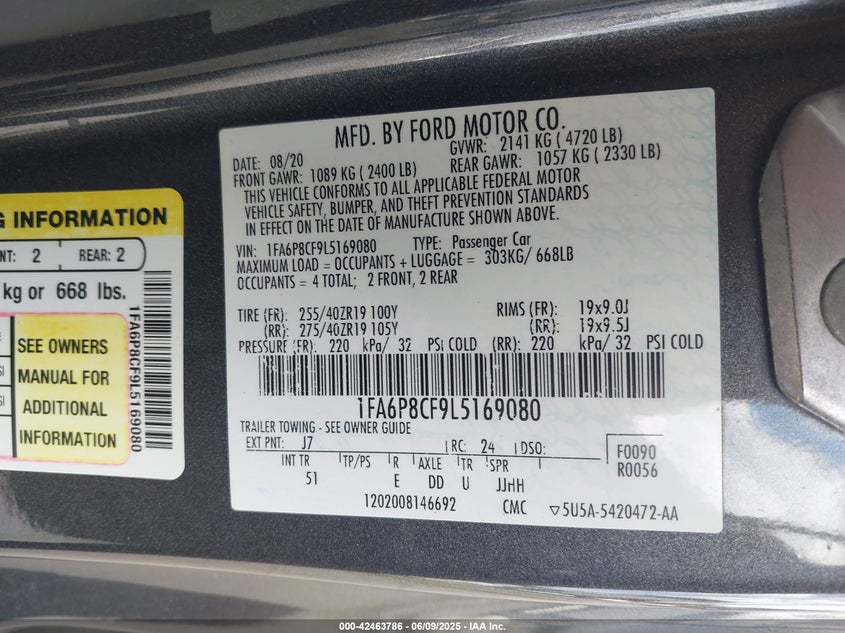 G INFORMATION
NT: 2 REAR: 2
kg or 668 lbs.
SEE OWNERS
MANUAL FOR
ADDITIONAL
INFORMATION
1FA6P8CF9L5169080
MFD. BY FORD MOTOR CO.
DATE: 08/20 GVWR: 2141 KG ( 4720 LB)
FRONT GAWR: 1089 KG ( 2400 LB) REAR GAWR: 1057 KG ( 2330 LB)
THIS VEHICLE CONFORMS TO ALL APPLICABLE FEDERAL MOTOR
VEHICLE SAFETY, BUMPER, AND THEFT PREVENTION STANDARDS
IN EFFECT ON THE DATE OF MANUFACTURE SHOWN ABOVE.
VIN: 1FA6P8CF9L5169080 TYPE: Passenger Car
MAXIMUM LOAD = OCCUPANTS + LUGGAGE = 303KG/ 668LB
OCCUPANTS = 4 TOTAL; 2 FRONT, 2 REAR
TIRE (FR): 255/40ZR19 100Y RIMS (FR): 19x9.0J
(RR): 275/40ZR19 105Y (RR): 19x9.5J
PRESSURE (FR): 220 kPa/ 32 PSI COLD (RR): 220 kPa/ 32 PSI COLD
1FA6P8CF9L5169080
TRAILER TOWING - SEE OWNER GUIDE
EXT PNT: J7 RC: 24 DSO: F0090
R0056
INT TR TP/PS R AXLE TR SPR
51 E DD U JJHH
1202008146692 CMC 5U5A-5420472-AA
000-42463786 - 06/09/2025 - IAA Inc.